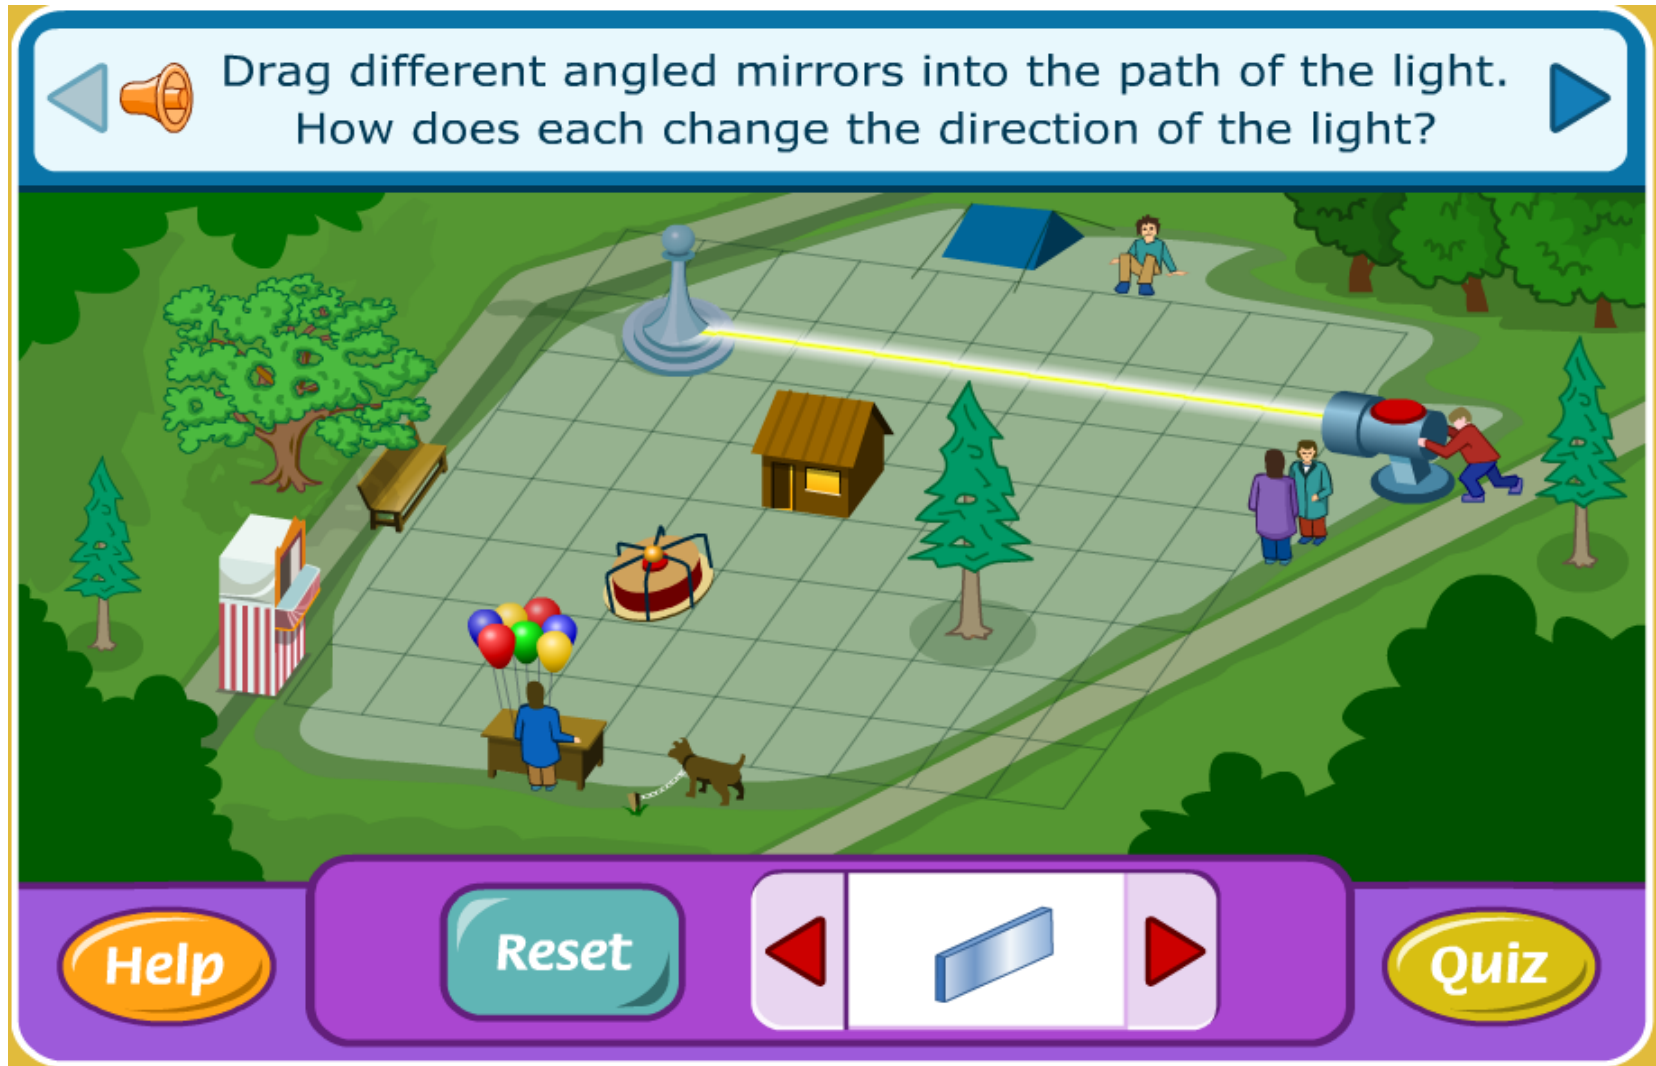 Drag different angled mirrors into the path of the light.
How does each change the direction of the light?
Help
Reset
Quiz